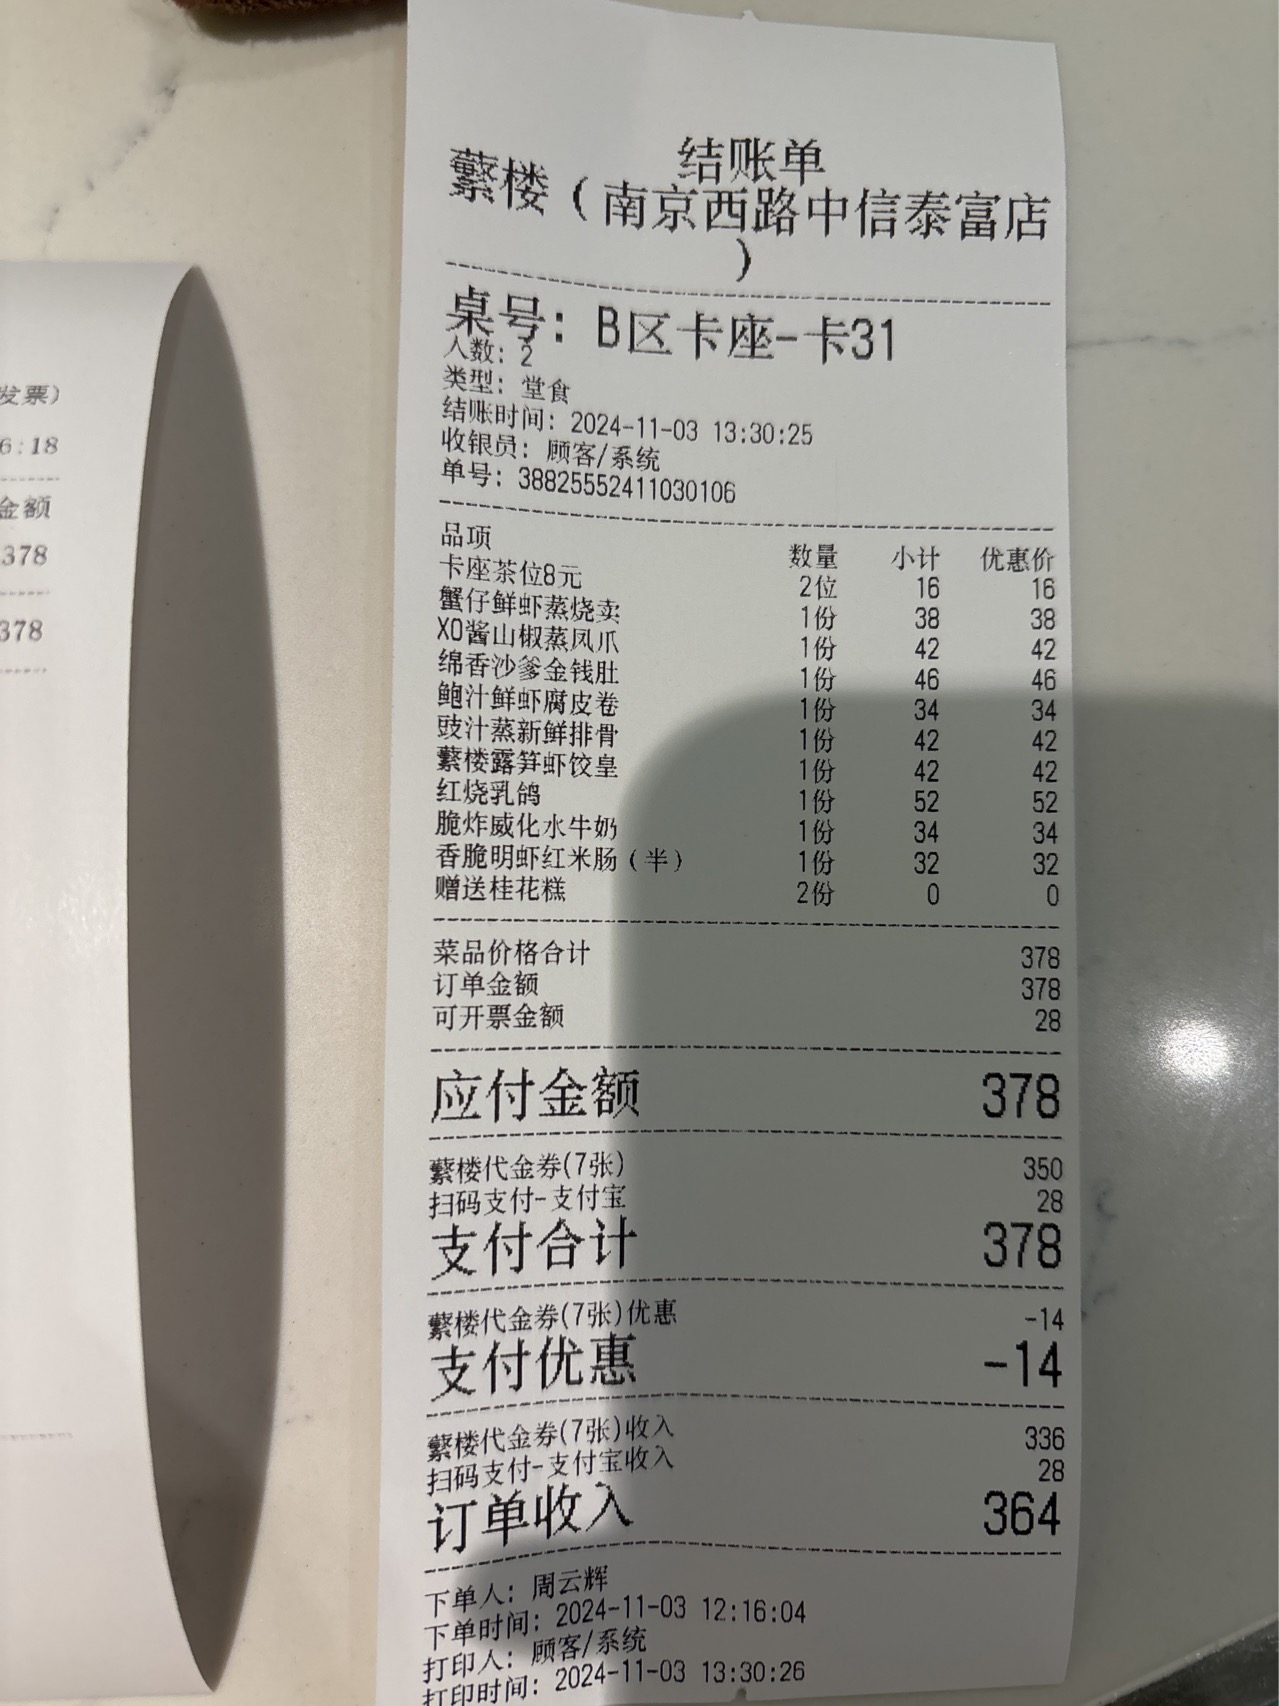 结账单
蘩楼（南京西路中信泰富店
）
桌号：B区卡座-卡31
人数：2
类型：堂食
结账时间：2024-11-03 13:30:25
收银员：顾客/系统
单号：38825552411030106
品项 数量 小计 优惠价
卡座茶位8元 2位 16 16
蟹仔鲜虾蒸烧卖 1份 38 38
XO酱山椒蒸凤爪 1份 42 42
绵香沙爹金钱肚 1份 46 46
鲍汁鲜虾腐皮卷 1份 34 34
豉汁蒸新鲜排骨 1份 42 42
蘩楼露笋虾饺皇 1份 42 42
红烧乳鸽 1份 52 52
脆炸威化水牛奶 1份 34 34
香脆明虾红米肠（半） 1份 32 32
赠送桂花糕 2份 0 0
菜品价格合计 378
订单金额 378
可开票金额 28
应付金额 378
蘩楼代金券(7张) 350
扫码支付-支付宝 28
支付合计 378
蘩楼代金券(7张)优惠 -14
支付优惠 -14
蘩楼代金券(7张)收入 336
扫码支付-支付宝收入 28
订单收入 364
下单人：周云辉
下单时间：2024-11-03 12:16:04
打印人：顾客/系统
打印时间：2024-11-03 13:30:26
发票）
6:18
金额
378
378